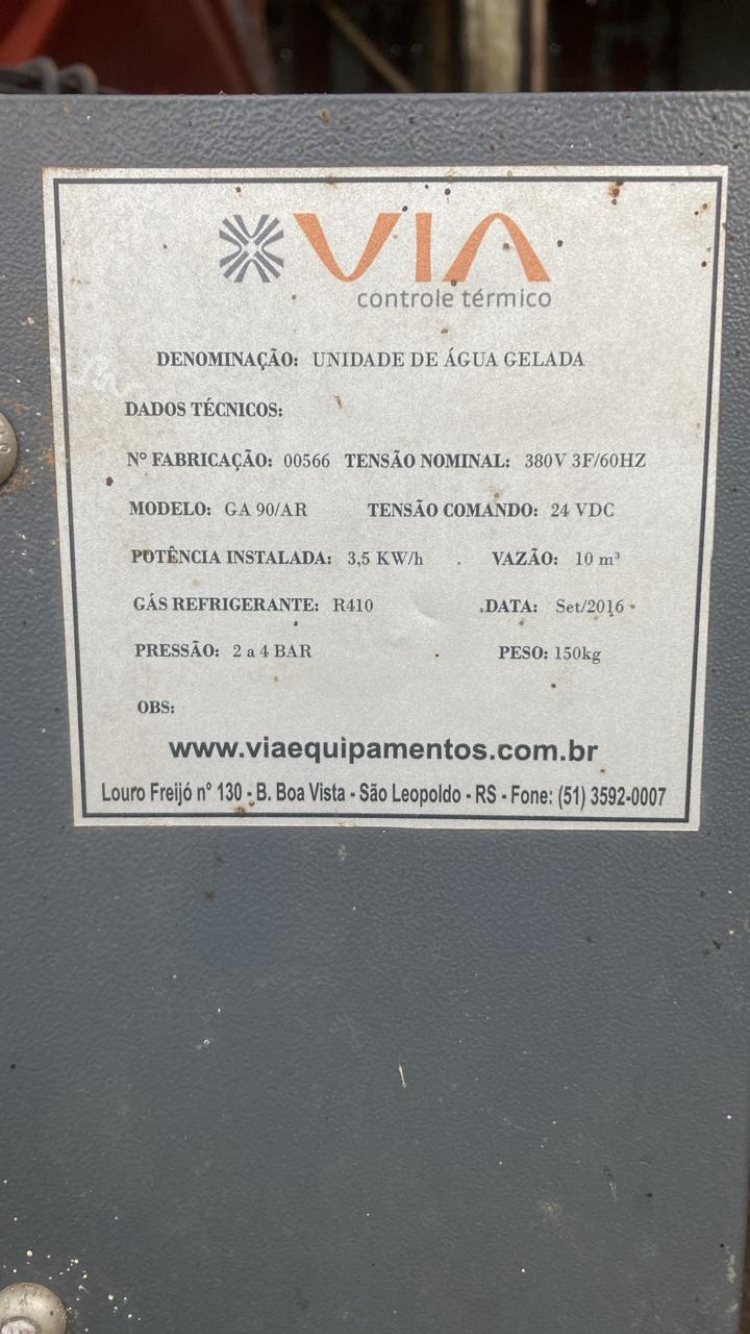 VIA
controle térmico
DENOMINAÇÃO: UNIDADE DE ÁGUA GELADA
DADOS TÉCNICOS:
Nº FABRICAÇÃO: 00566 TENSÃO NOMINAL: 380V 3F/60HZ
MODELO: GA 90/AR TENSÃO COMANDO: 24 VDC
POTÊNCIA INSTALADA: 3,5 KW/h VAZÃO: 10 m³
GÁS REFRIGERANTE: R410 DATA: Set/2016
PRESSÃO: 2 a 4 BAR PESO: 150kg
OBS:
www.viaequipamentos.com.br
Louro Freijó nº 130 - B. Boa Vista - São Leopoldo - RS - Fone: (51) 3592-0007